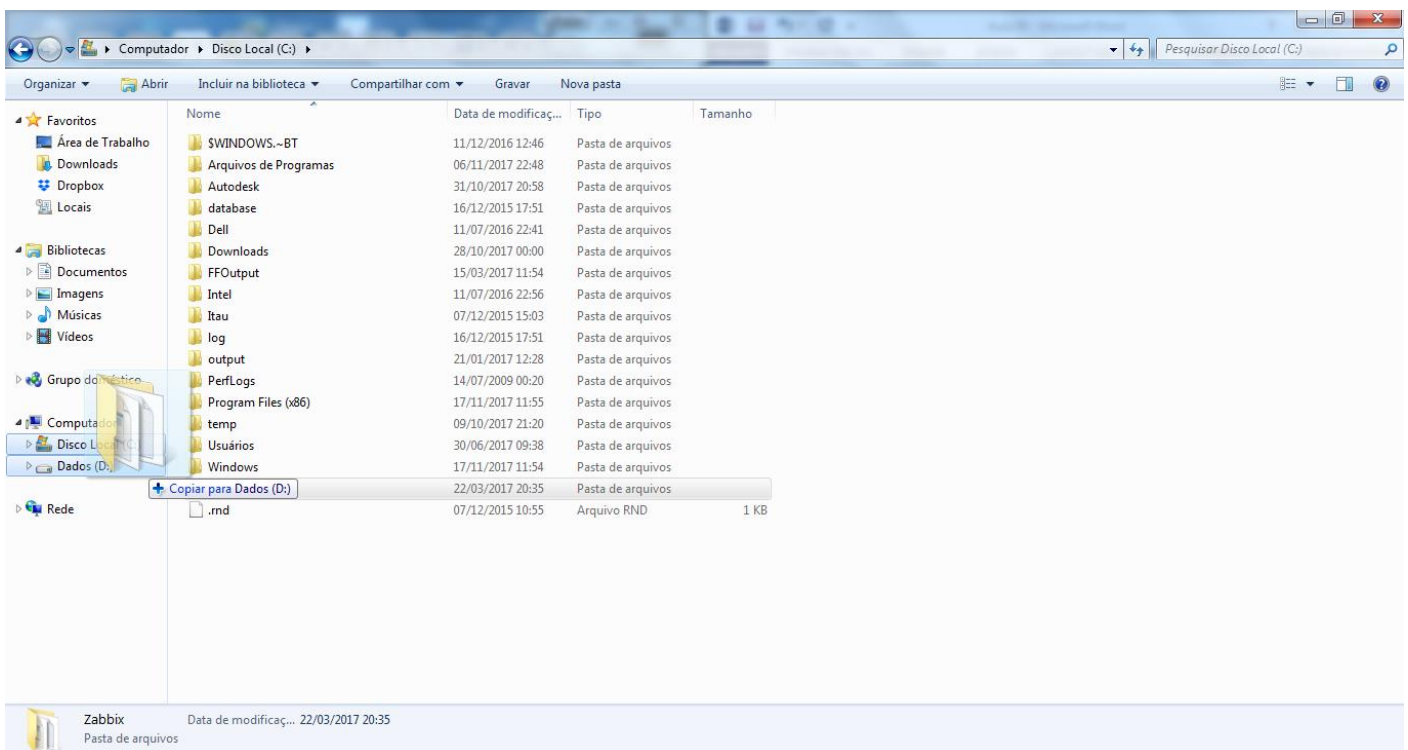 Computador Disco Local (C:)
Pesquisar Disco Local (C:)
Organizar Abrir Incluir na biblioteca Compartilhar com Gravar Nova pasta
Favoritos
Área de Trabalho
Downloads
Dropbox
Locais
Bibliotecas
Documentos
Imagens
Músicas
Vídeos
Grupo doméstico
Computador
Disco Local (C:)
Dados (D:)
Rede
Nome Data de modificaç... Tipo Tamanho
$WINDOWS.~BT 11/12/2016 12:46 Pasta de arquivos
Arquivos de Programas 06/11/2017 22:48 Pasta de arquivos
Autodesk 31/10/2017 20:58 Pasta de arquivos
database 16/12/2015 17:51 Pasta de arquivos
Dell 11/07/2016 22:41 Pasta de arquivos
Downloads 28/10/2017 00:00 Pasta de arquivos
FFOutput 15/03/2017 11:54 Pasta de arquivos
Intel 11/07/2016 22:56 Pasta de arquivos
Itau 07/12/2015 15:03 Pasta de arquivos
log 16/12/2015 17:51 Pasta de arquivos
output 21/01/2017 12:28 Pasta de arquivos
PerfLogs 14/07/2009 00:20 Pasta de arquivos
Program Files (x86) 17/11/2017 11:55 Pasta de arquivos
temp 09/10/2017 21:20 Pasta de arquivos
Usuários 30/06/2017 09:38 Pasta de arquivos
Windows 17/11/2017 11:54 Pasta de arquivos
Copiar para Dados (D:) 22/03/2017 20:35 Pasta de arquivos
.rnd 07/12/2015 10:55 Arquivo RND 1 KB
Zabbix Data de modificaç... 22/03/2017 20:35
Pasta de arquivos